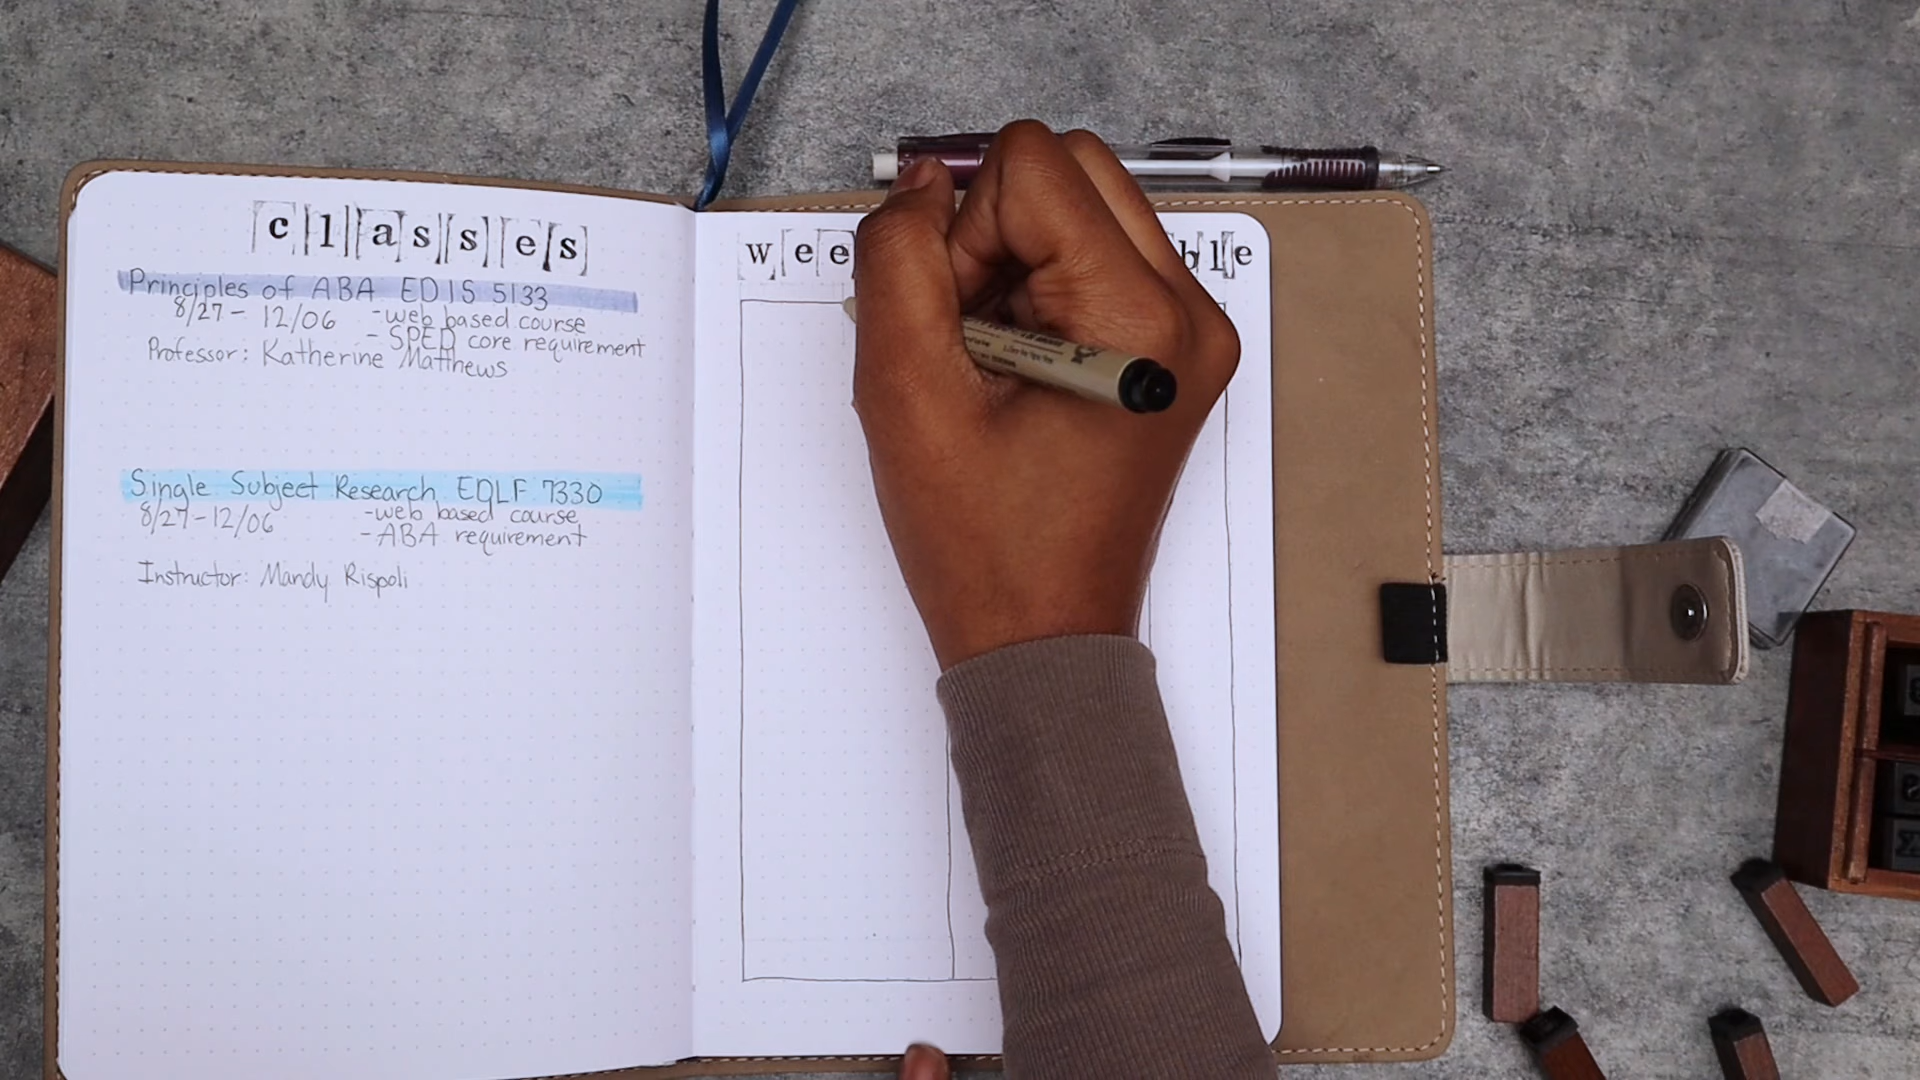 classes
Principles of ABA EDIS 5133
8/27 - 12/06 - web based course
- SPED core requirement
Professor: Katherine Matthews
Single Subject Research EDLF 7330
8/27-12/06 -web based course
-ABA requirement
Instructor: Mandy Rispoli
wee ble